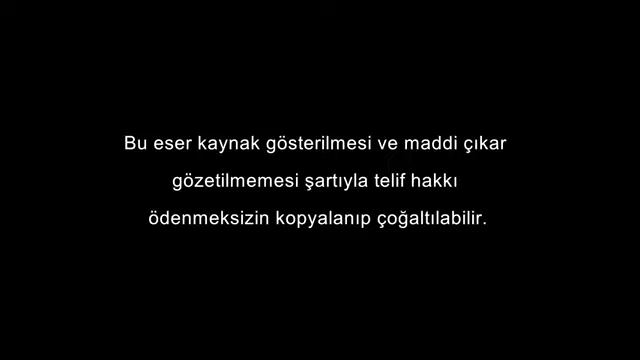 Bu eser kaynak gösterilmesi ve maddi çıkar
gözetilmemesi şartıyla telif hakkı
ödenmeksizin kopyalanıp çoğaltılabilir.